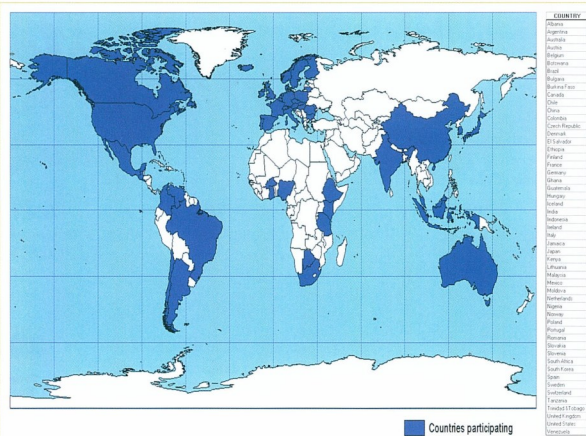 COUNTRY
Albania
Argentina
Australia
Austria
Belgium
Botswana
Brazil
Bulgaria
Burkina Faso
Canada
Chile
China
Colombia
Czech Republic
Denmark
El Salvador
Ethiopia
Finland
France
Germany
Ghana
Guatemala
Hungary
Iceland
India
Indonesia
Ireland
Italy
Jamaica
Japan
Kenya
Lithuania
Malaysia
Mexico
Moldova
Netherlands
Nigeria
Norway
Poland
Portugal
Romania
Slovakia
Slovenia
South Africa
South Korea
Spain
Sweden
Switzerland
Tanzania
Trinidad &Tobago
United Kingdom
United States
Venezuela
Countries participating